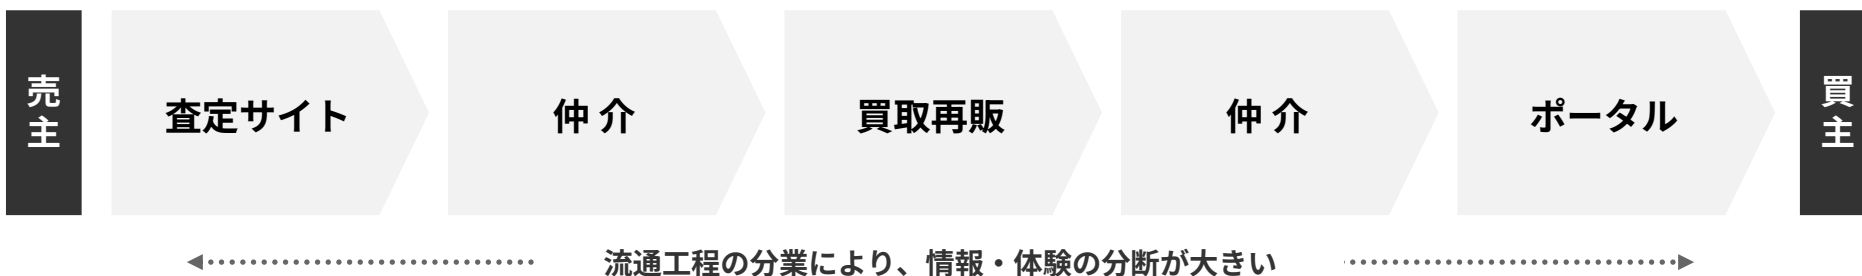 売主
査定サイト
仲 介
買取再販
仲 介
ポータル
買主
流通工程の分業により、情報・体験の分断が大きい